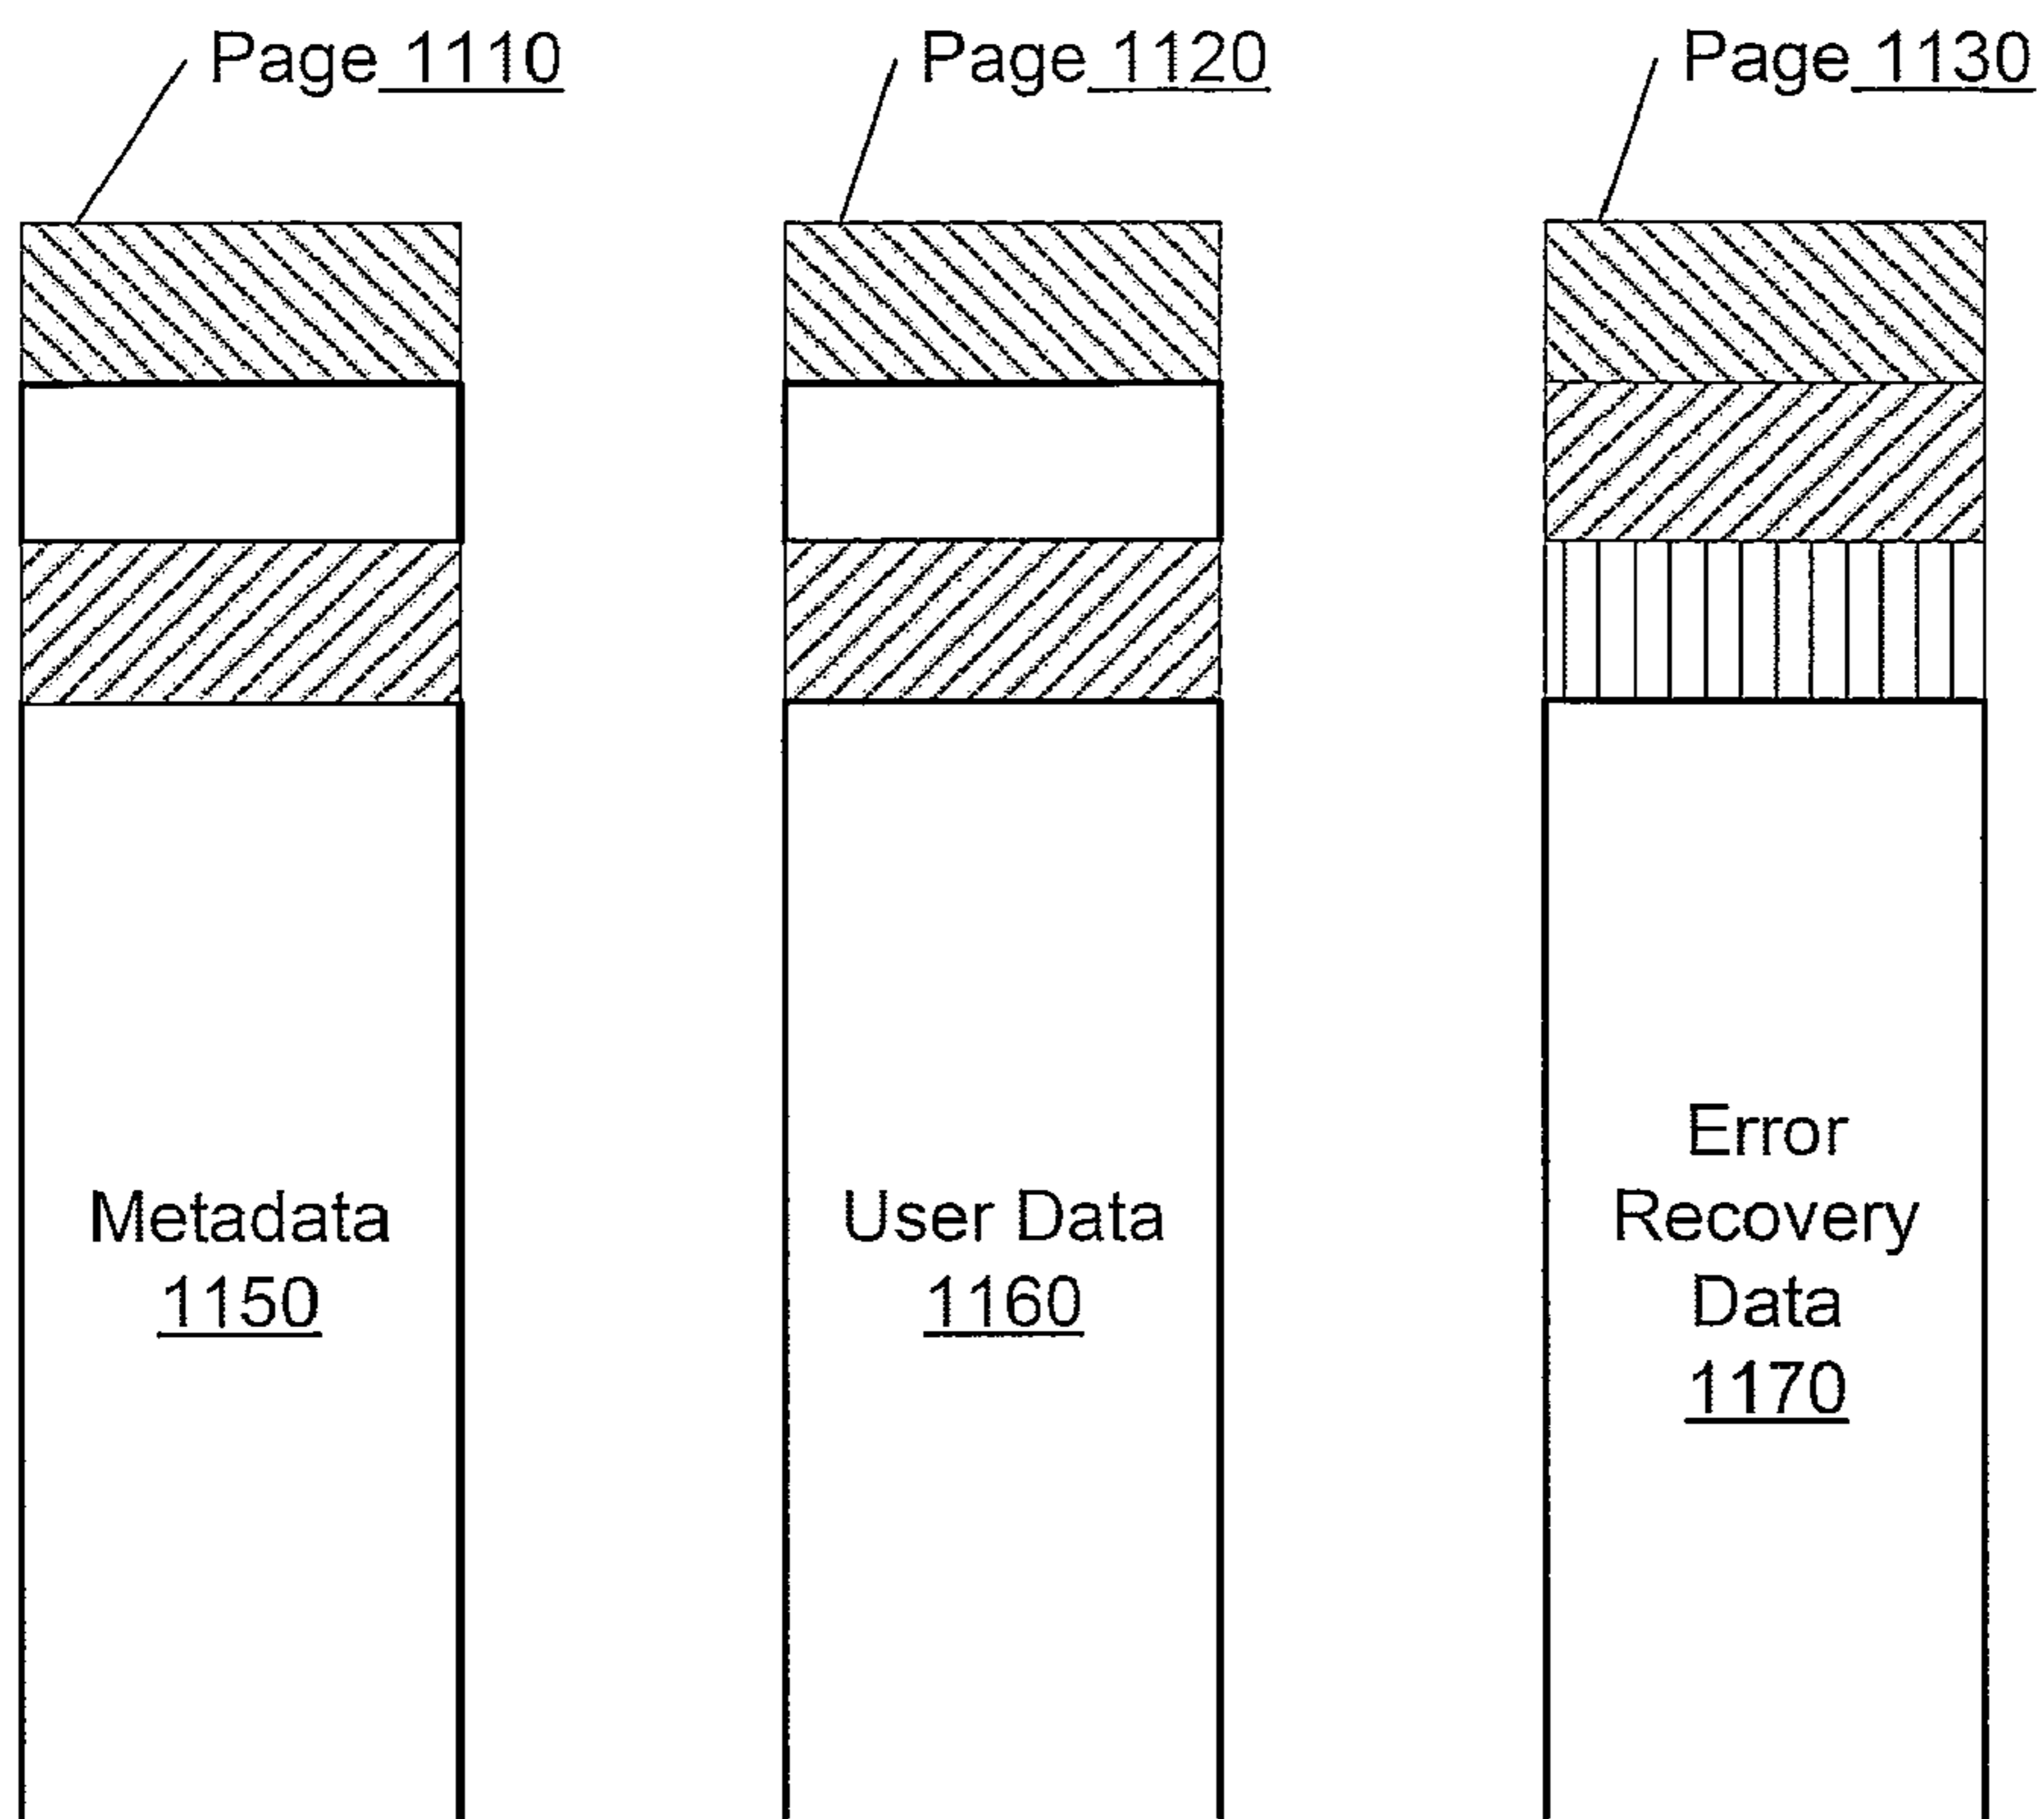 Page 1110
Page 1120
Page 1130
Metadata
1150
User Data
1160
Error
Recovery
Data
1170